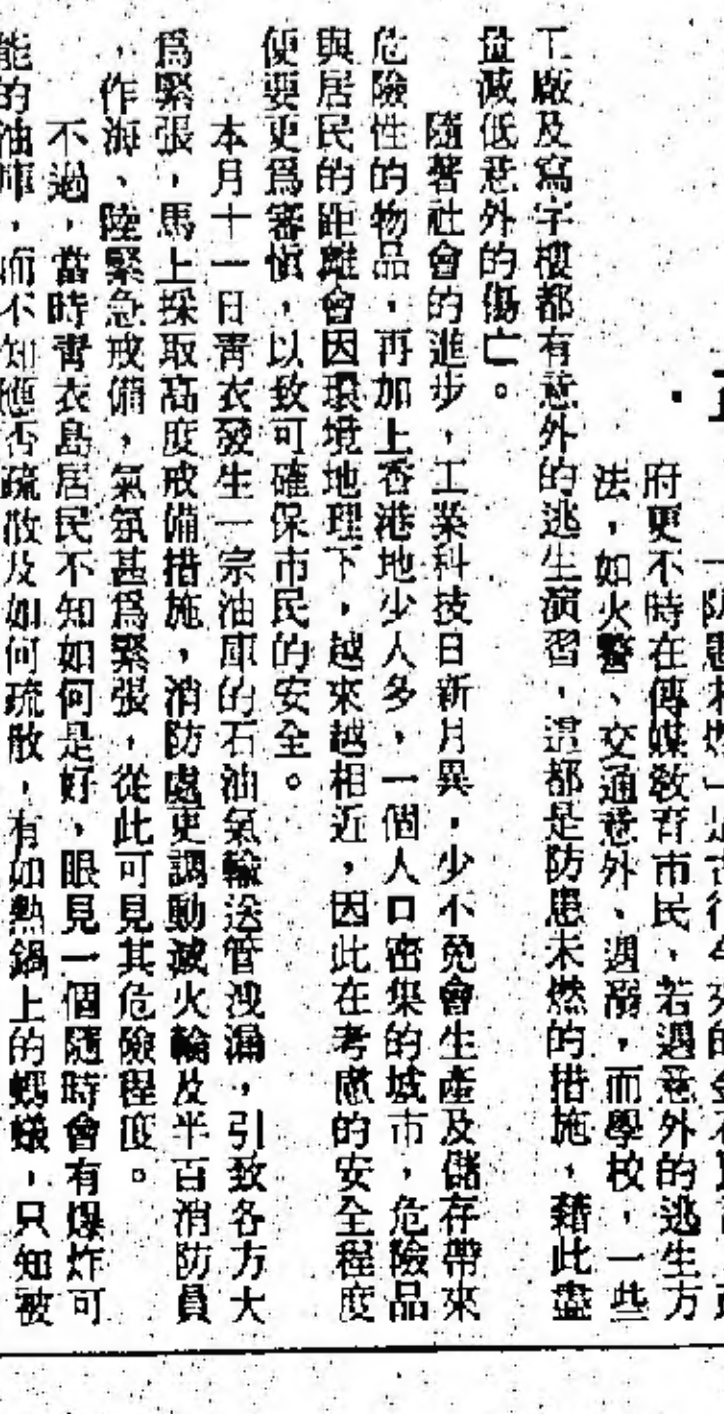 防患未然
府更不時在傳媒敎育市民,若遇意外的逃生方
法,如火警、交通意外、遇溺,而學校,一些
工廠及寫字樓都有意外的逃生演習,這都是防患未然的措施,藉此盡
量減低意外的傷亡。
隨著社會的進步,工業科技日新月異,少不免會生產及儲存帶來
危險性的物品,再加上香港地少人多,一個人口密集的城市,危險品
與居民的距離會因環境地理下,越來越相近,因此在考慮的安全程度
便要更爲審愼,以致可確保市民的安全。
本月十一日靑衣發生一宗油庫的石油氣輸送管洩漏,引致各方大
爲緊張,馬上採取高度戒備措施,消防處更調動滅火輪及半百消防員
,作海、陸緊急戒備,氣氛甚爲緊張,從此可見其危險程度。
不過,當時靑衣島居民不知如何是好,眼見一個隨時會有爆炸可
能的油庫,而不知應否疏散及如何疏散,有如熱鍋上的螞蟻,只知被